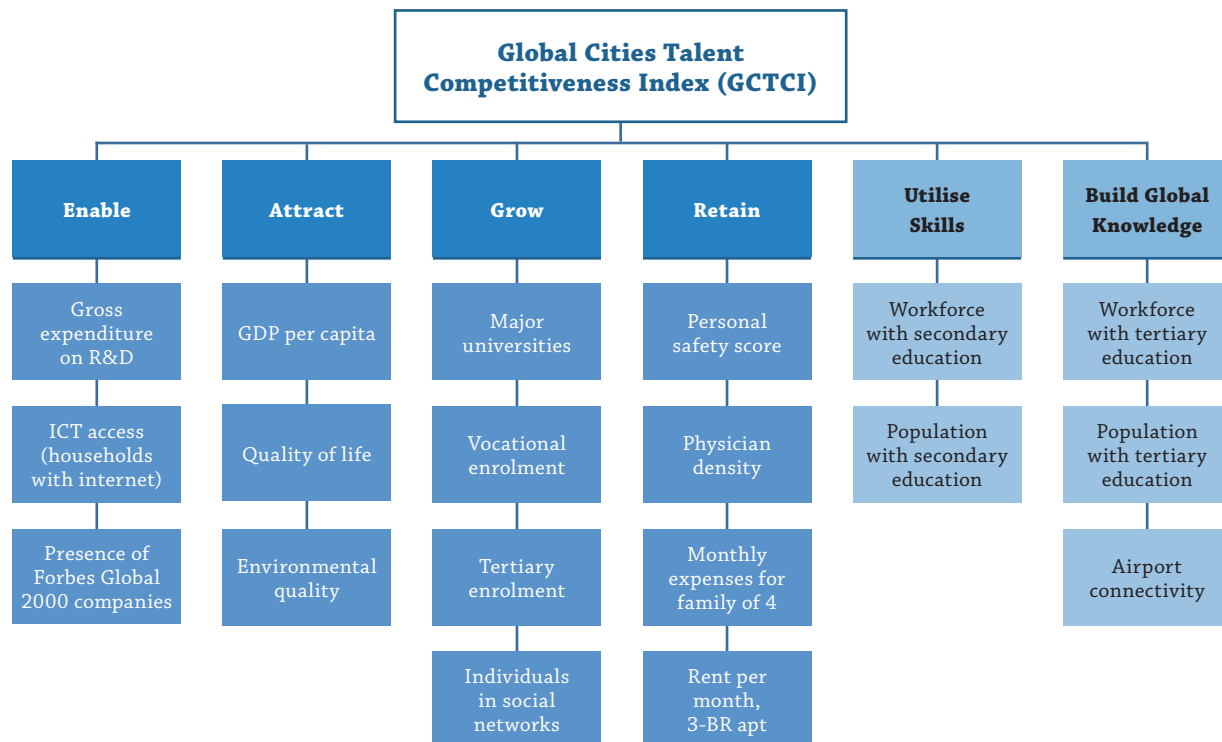 Global Cities Talent
Competitiveness Index (GCTCI)
Enable
Gross
expenditure
on R&D
ICT access
(households
with internet)
Presence of
Forbes Global
2000 companies
Attract
GDP per capita
Quality of life
Environmental
quality
Grow
Major
universities
Vocational
enrolment
Tertiary
enrolment
Individuals
in social
networks
Retain
Personal
safety score
Physician
density
Monthly
expenses for
family of 4
Rent per
month,
3-BR apt
Utilise
Skills
Workforce
with secondary
education
Population
with secondary
education
Build Global
Knowledge
Workforce
with tertiary
education
Population
with tertiary
education
Airport
connectivity